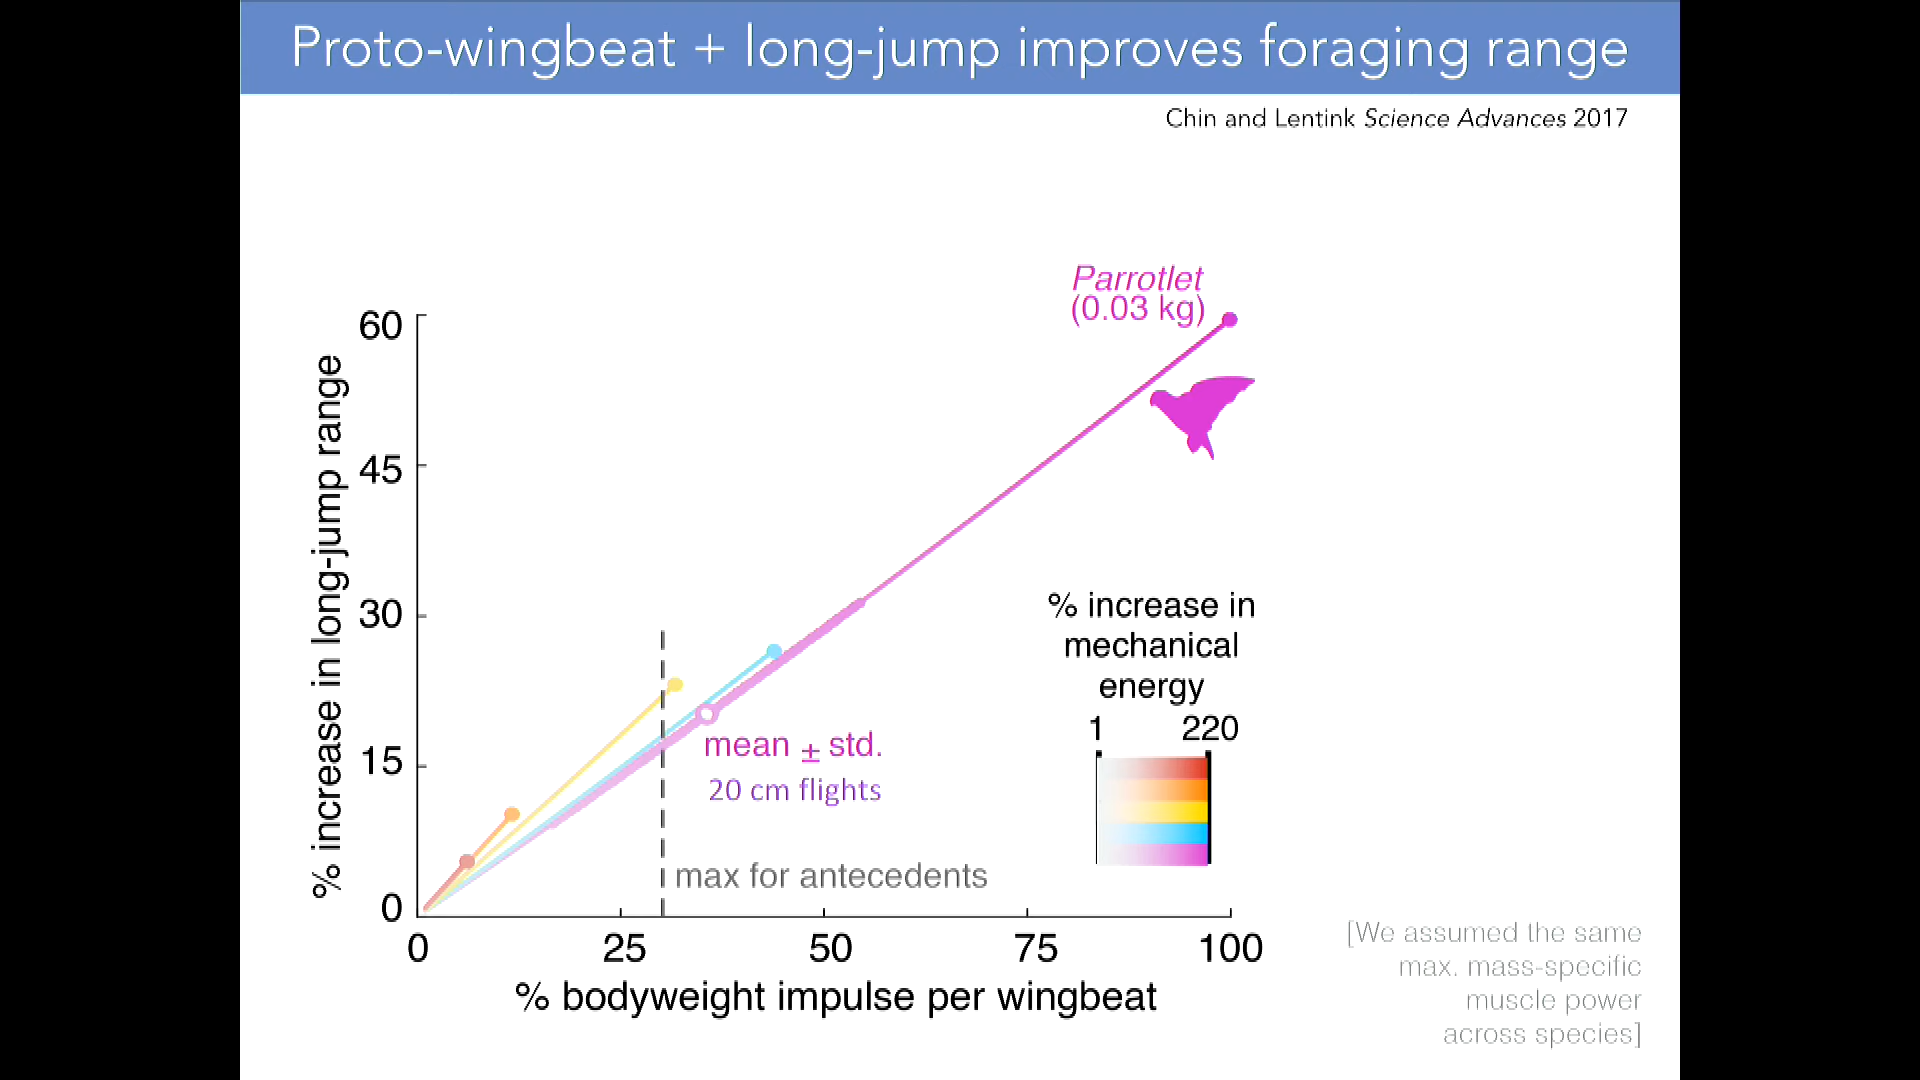 Proto-wingbeat + long-jump improves foraging range
Chin and Lentink Science Advances 2017
Parrotlet
(0.03 kg)
60
45
30
15
0
% increase in long-jump range
% increase in
mechanical
energy
1 220
mean ± std.
20 cm flights
max for antecedents
0 25 50 75 100
% bodyweight impulse per wingbeat
[We assumed the same
max. mass-specific
muscle power
across species]